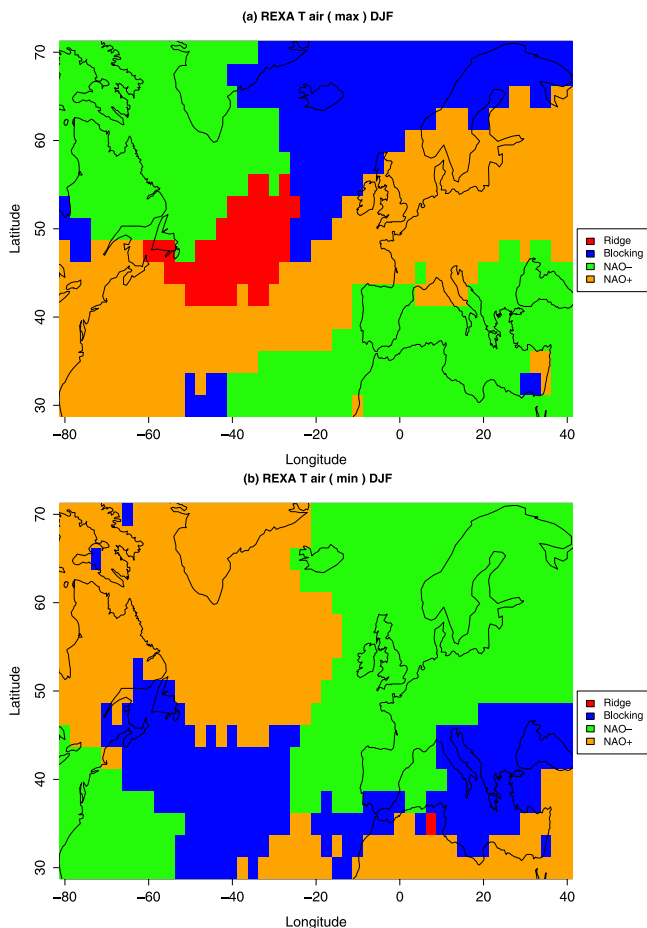 (a) REXA T air ( max ) DJF
Latitude
70
60
50
40
30
−80 −60 −40 −20 0 20 40
Longitude
Ridge
Blocking
NAO−
NAO+
(b) REXA T air ( min ) DJF
Latitude
70
60
50
40
30
−80 −60 −40 −20 0 20 40
Longitude
Ridge
Blocking
NAO−
NAO+